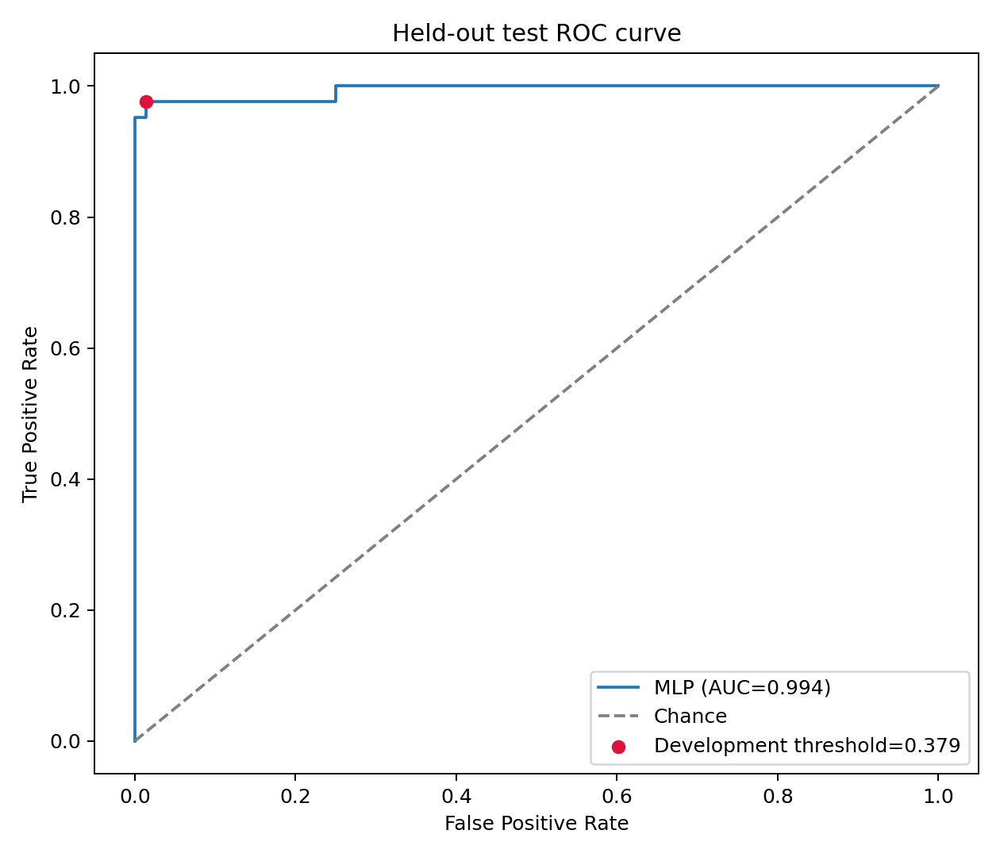 Held-out test ROC curve
True Positive Rate
1.0
0.8
0.6
0.4
0.2
0.0
0.0 0.2 0.4 0.6 0.8 1.0
False Positive Rate
MLP (AUC=0.994)
Chance
Development threshold=0.379